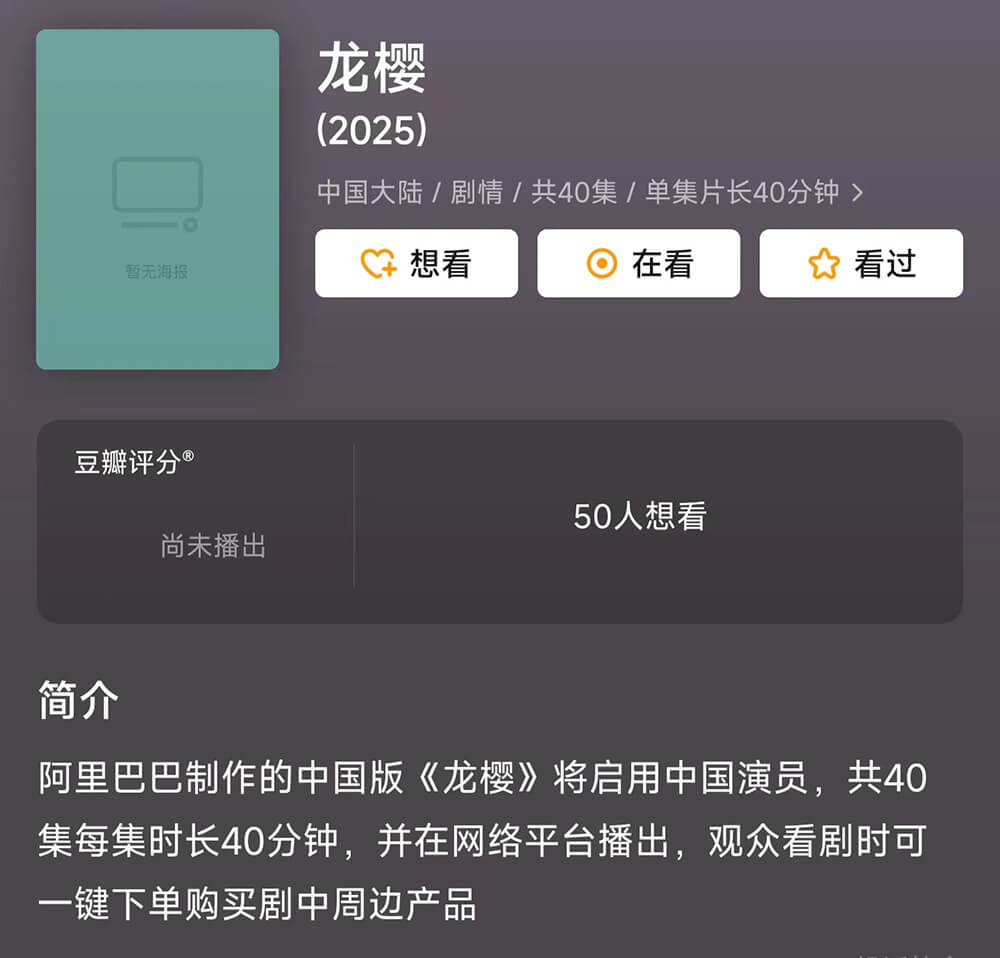 龙樱
(2025)
中国大陆 / 剧情 / 共40集 / 单集片长40分钟 >
暂无海报
想看
在看
看过
豆瓣评分®
尚未播出
50人想看
简介
阿里巴巴制作的中国版《龙樱》将启用中国演员，共40
集每集时长40分钟，并在网络平台播出，观众看剧时可
一键下单购买剧中周边产品